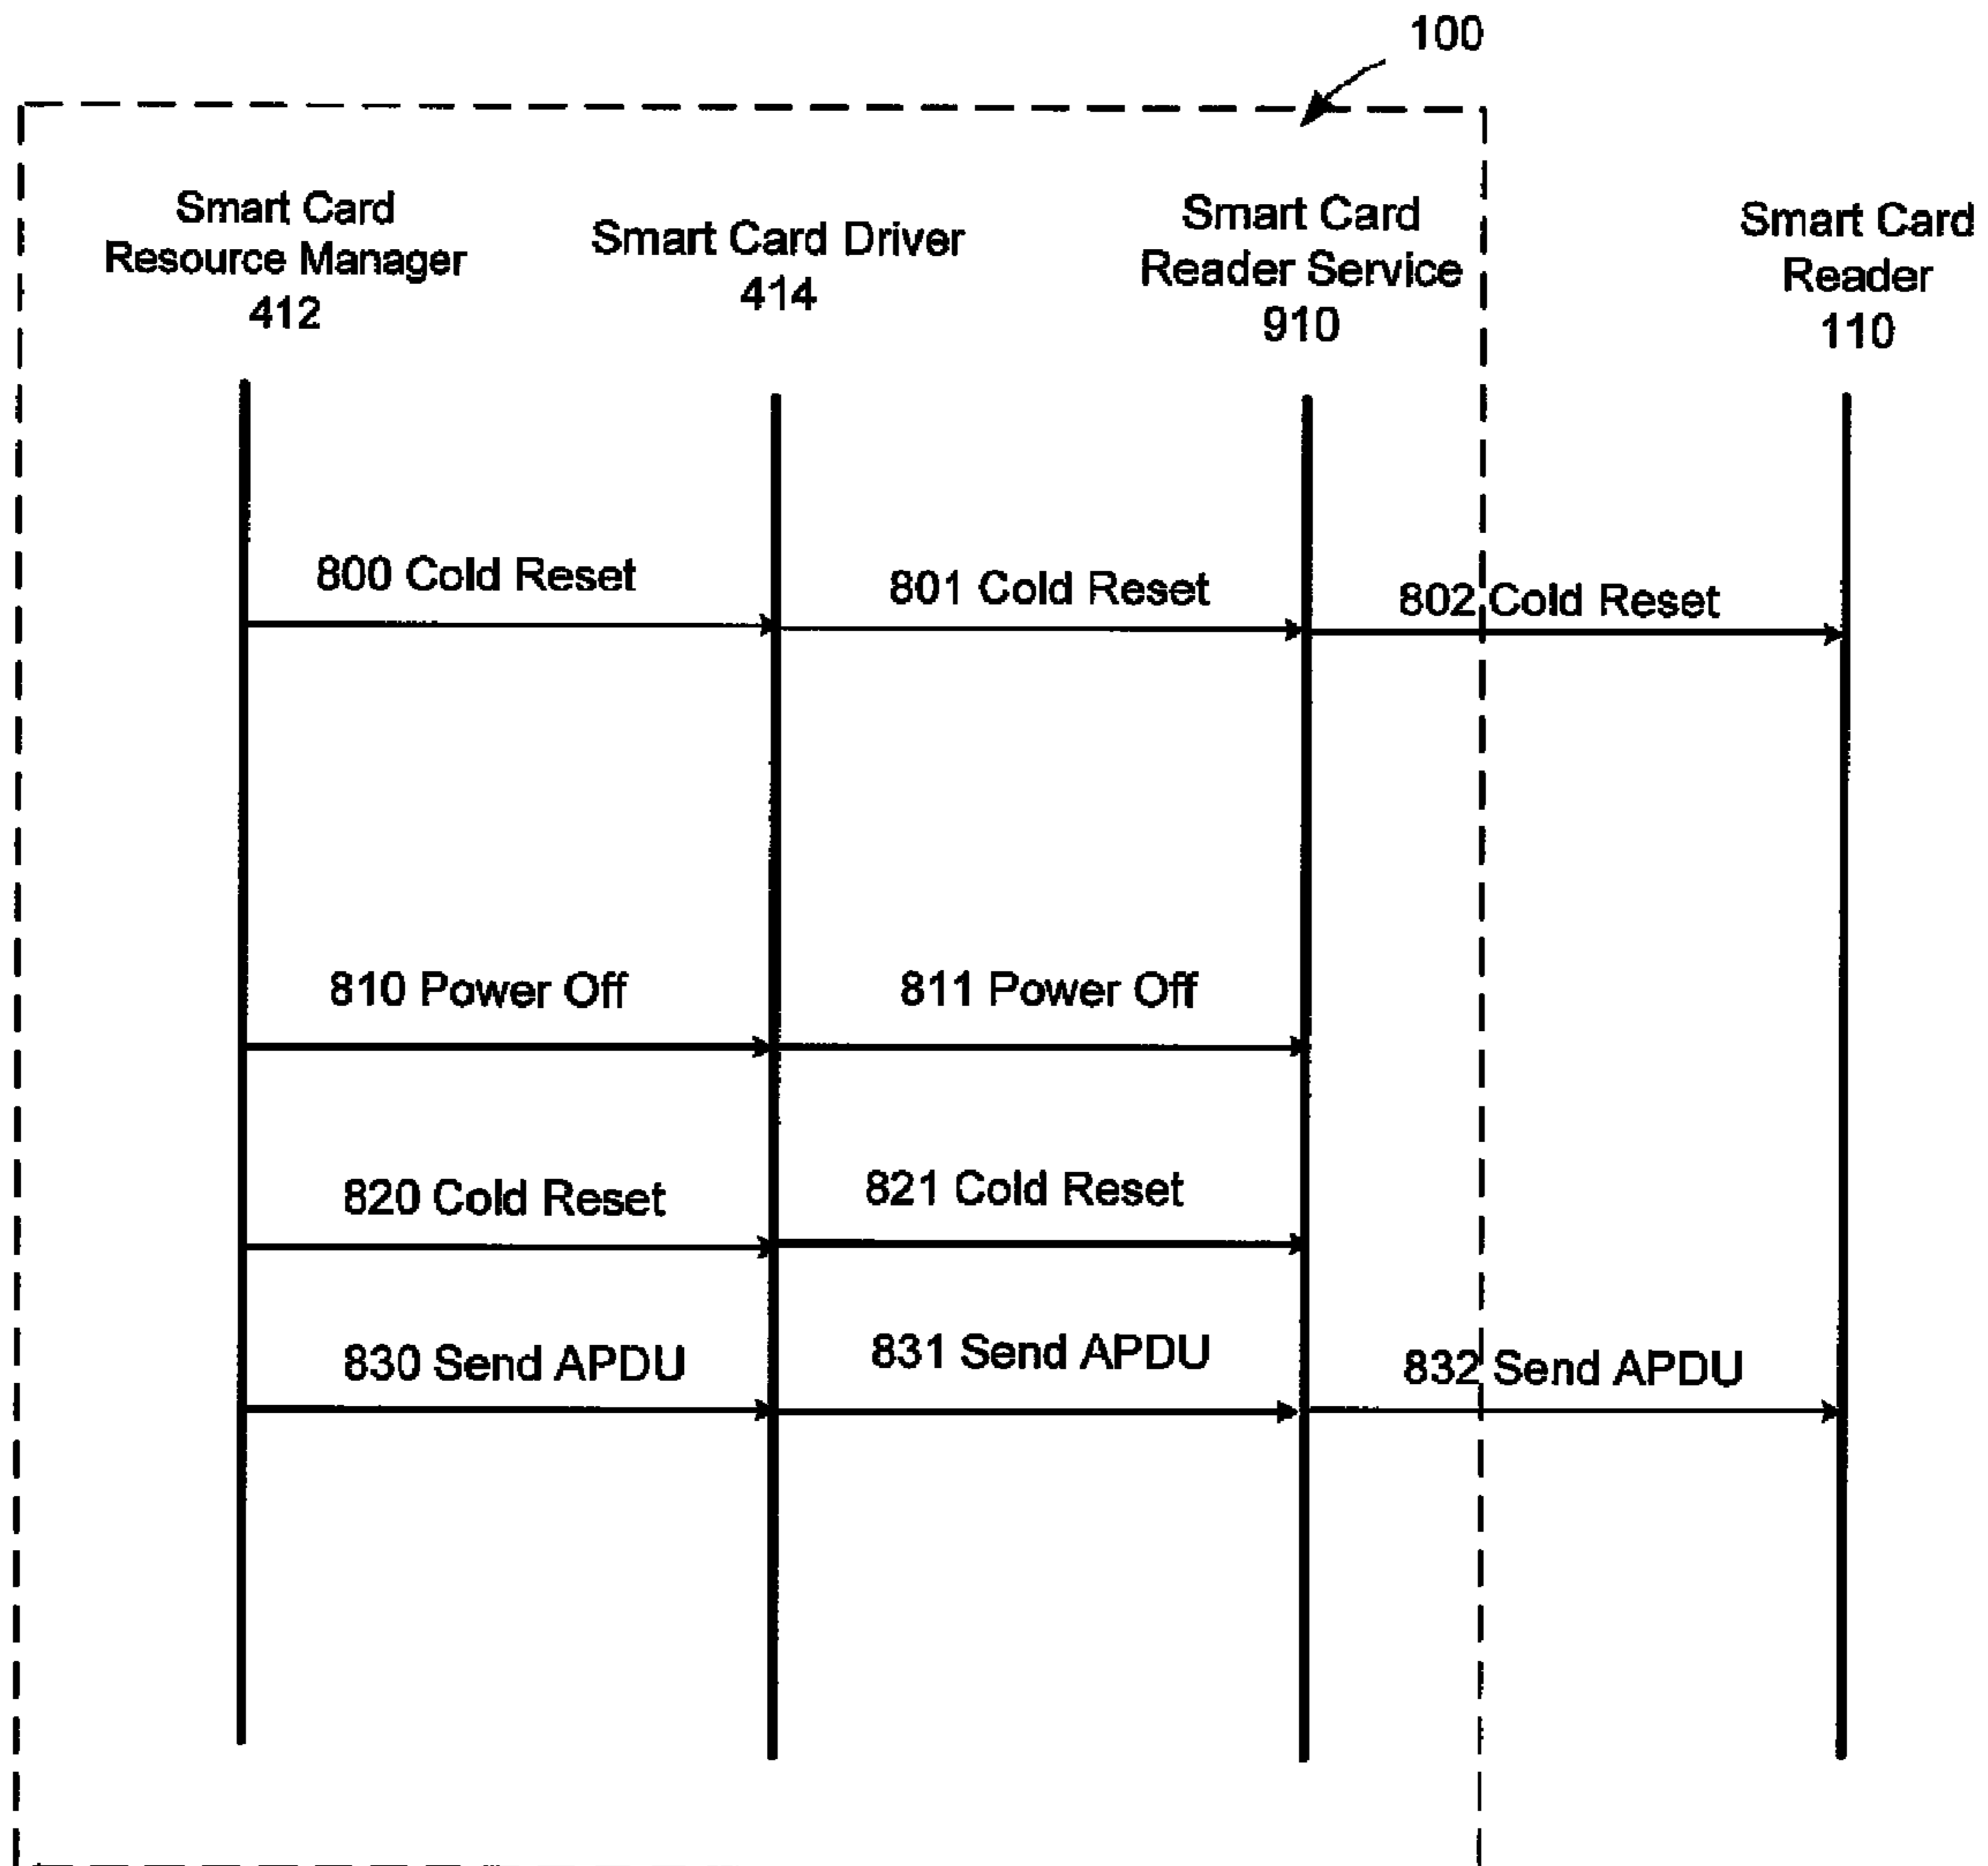 100
Smart Card
Resource Manager
412
Smart Card Driver
414
Smart Card
Reader Service
910
Smart Card
Reader
110
800 Cold Reset
801 Cold Reset
802 Cold Reset
810 Power Off
811 Power Off
820 Cold Reset
821 Cold Reset
830 Send APDU
831 Send APDU
832 Send APDU